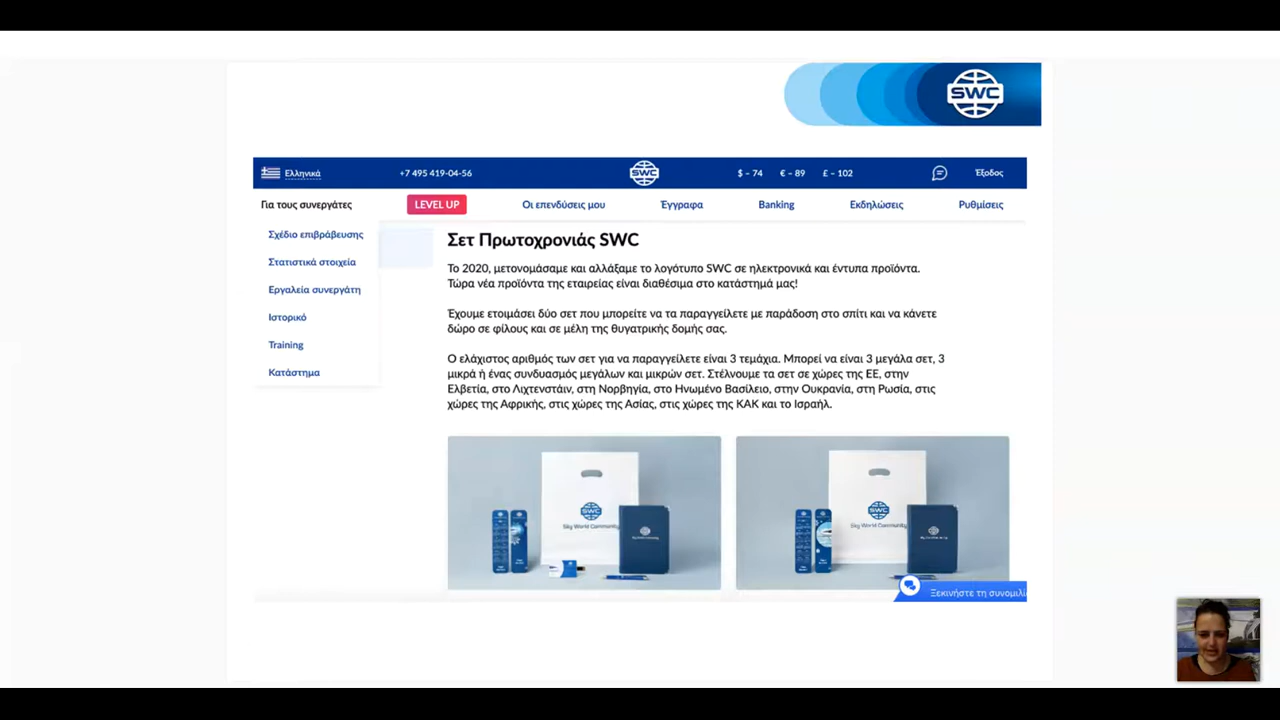 SWC
Ελληνικά
+7 495 419-04-56
SWC
$ – 74
€ – 89
£ – 102
Έξοδος
Για τους συνεργάτες
LEVEL UP
Οι επενδύσεις μου
Έγγραφα
Banking
Εκδηλώσεις
Ρυθμίσεις
Σχέδιο επιβράβευσης
Στατιστικά στοιχεία
Εργαλεία συνεργάτη
Ιστορικό
Training
Κατάστημα
Σετ Πρωτοχρονιάς SWC
Το 2020, μετονομάσαμε και αλλάξαμε το λογότυπο SWC σε ηλεκτρονικά και έντυπα προϊόντα.
Τώρα νέα προϊόντα της εταιρείας είναι διαθέσιμα στο κατάστημά μας!
Έχουμε ετοιμάσει δύο σετ που μπορείτε να τα παραγγείλετε με παράδοση στο σπίτι και να κάνετε
δώρο σε φίλους και σε μέλη της θυγατρικής δομής σας.
Ο ελάχιστος αριθμός των σετ για να παραγγείλετε είναι 3 τεμάχια. Μπορεί να είναι 3 μεγάλα σετ, 3
μικρά ή ένας συνδυασμός μεγάλων και μικρών σετ. Στέλνουμε τα σετ σε χώρες της ΕΕ, στην
Ελβετία, στο Λιχτενστάιν, στη Νορβηγία, στο Ηνωμένο Βασίλειο, στην Ουκρανία, στη Ρωσία, στις
χώρες της Αφρικής, στις χώρες της Ασίας, στις χώρες της ΚΑΚ και το Ισραήλ.
SWC
Sky World Community
SWC
Sky World Community
Ξεκινήστε τη συνομιλί